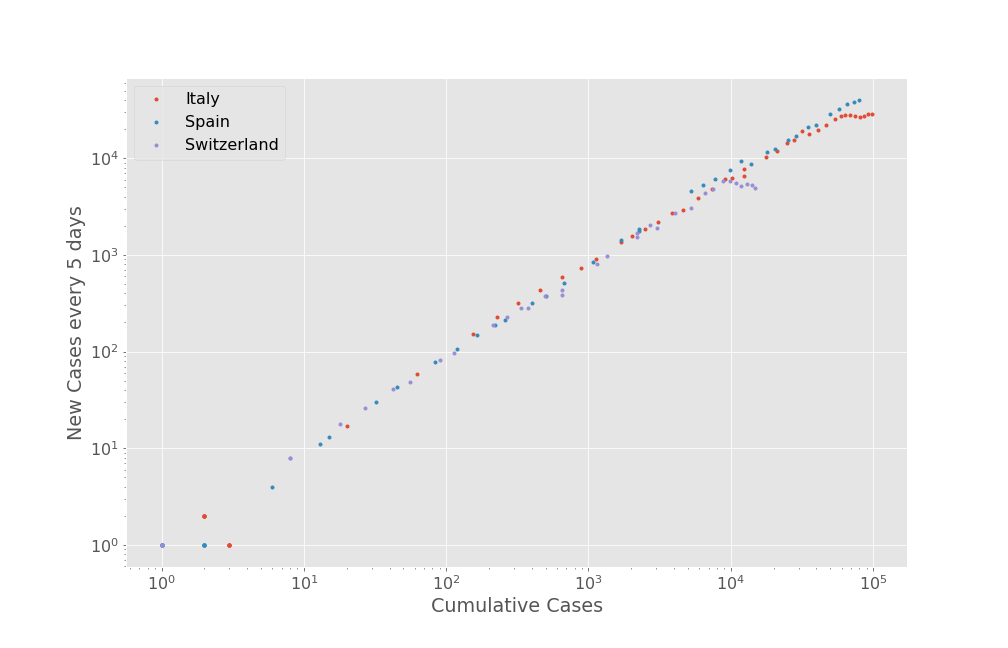 Italy
Spain
Switzerland
New Cases every 5 days
10⁴
10³
10²
10¹
10⁰
10⁰ 10¹ 10² 10³ 10⁴ 10⁵
Cumulative Cases